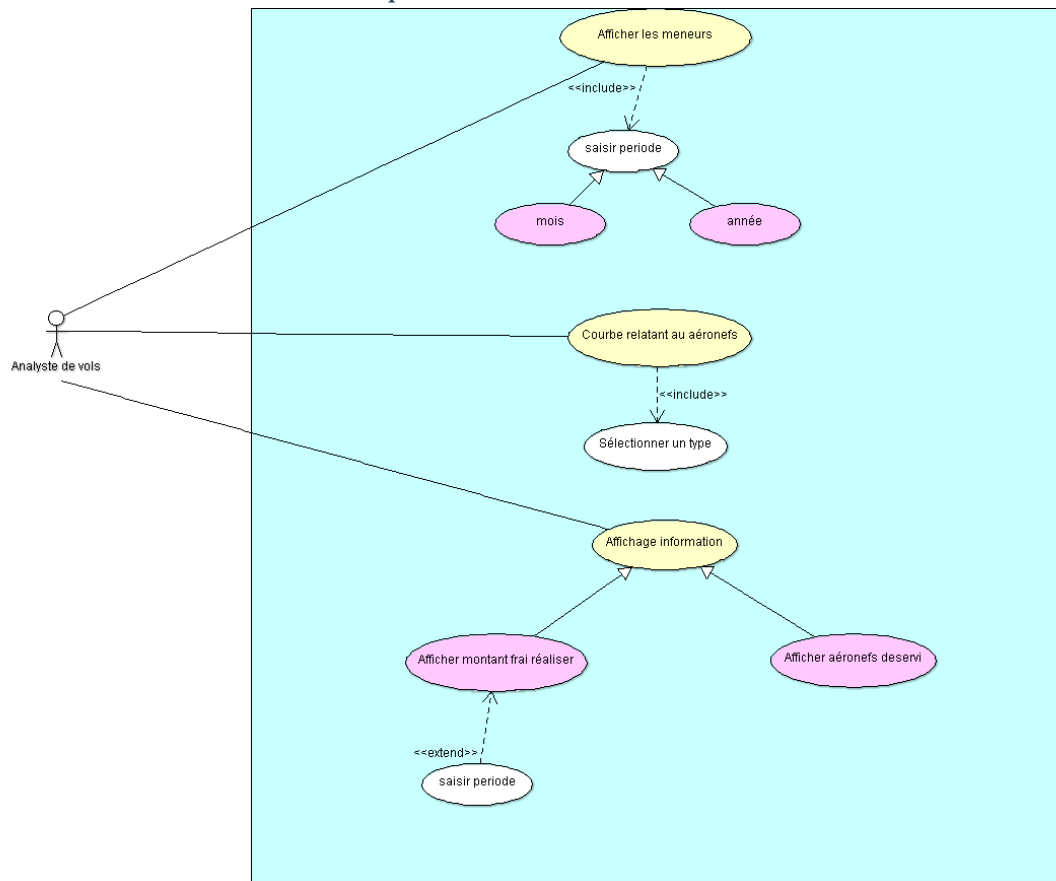 Afficher les meneurs
<<include>>
saisir periode
mois
année
Courbe relatant au aéronefs
Analyste de vols
<<include>>
Sélectionner un type
Affichage information
Afficher montant frai réaliser
Afficher aéronefs deservi
<<extend>>
saisir periode